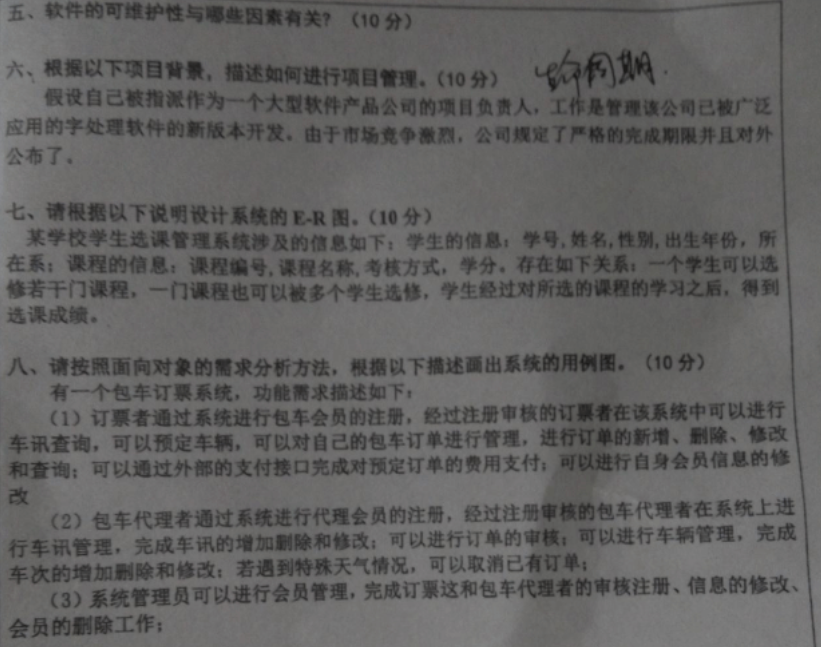 五、软件的可维护性与哪些因素有关？（10分）
六、根据以下项目背景，描述如何进行项目管理。（10分）
假设自己被指派作为一个大型软件产品公司的项目负责人，工作是管理该公司已被广泛
应用的字处理软件的新版本开发。由于市场竞争激烈，公司规定了严格的完成期限并且对外
公布了。
七、请根据以下说明设计系统的E-R图。（10分）
某学校学生选课管理系统涉及的信息如下：学生的信息：学号,姓名,性别,出生年份，所
在系；课程的信息：课程编号,课程名称,考核方式，学分。存在如下关系：一个学生可以选
修若干门课程，一门课程也可以被多个学生选修，学生经过对所选的课程的学习之后，得到
选课成绩。
八、请按照面向对象的需求分析方法，根据以下描述画出系统的用例图。（10分）
有一个包车订票系统，功能需求描述如下：
（1）订票者通过系统进行包车会员的注册，经过注册审核的订票者在该系统中可以进行
车讯查询，可以预定车辆，可以对自己的包车订单进行管理，进行订单的新增、删除、修改
和查询；可以通过外部的支付接口完成对预定订单的费用支付；可以进行自身会员信息的修
改
（2）包车代理者通过系统进行代理会员的注册，经过注册审核的包车代理者在系统上进
行车讯管理，完成车讯的增加删除和修改；可以进行订单的审核；可以进行车辆管理，完成
车次的增加删除和修改；若遇到特殊天气情况，可以取消已有订单；
（3）系统管理员可以进行会员管理，完成订票这和包车代理者的审核注册、信息的修改、
会员的删除工作；